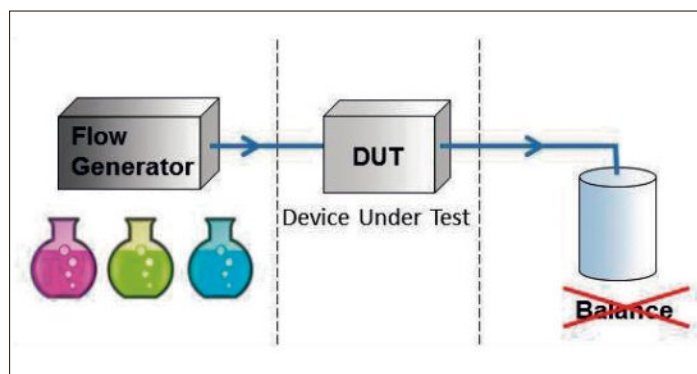 Flow
Generator
DUT
Device Under Test
Balance